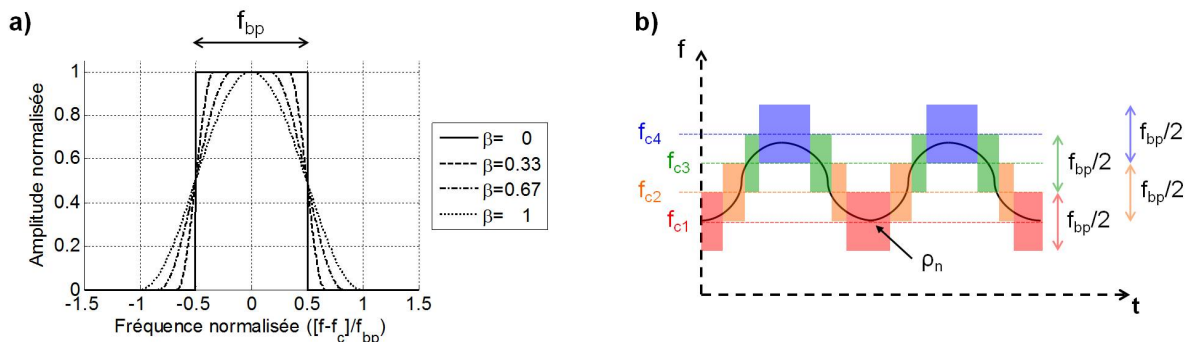 a)
f_bp
Amplitude normalisée
1
0.8
0.6
0.4
0.2
0
-1.5 -1 -0.5 0 0.5 1 1.5
Fréquence normalisée ([f-f_c]/f_bp)
β= 0
β=0.33
β=0.67
β= 1
b)
f
f_c4
f_c3
f_c2
f_c1
f_bp/2
f_bp/2
f_bp/2
f_bp/2
ρ_n
t